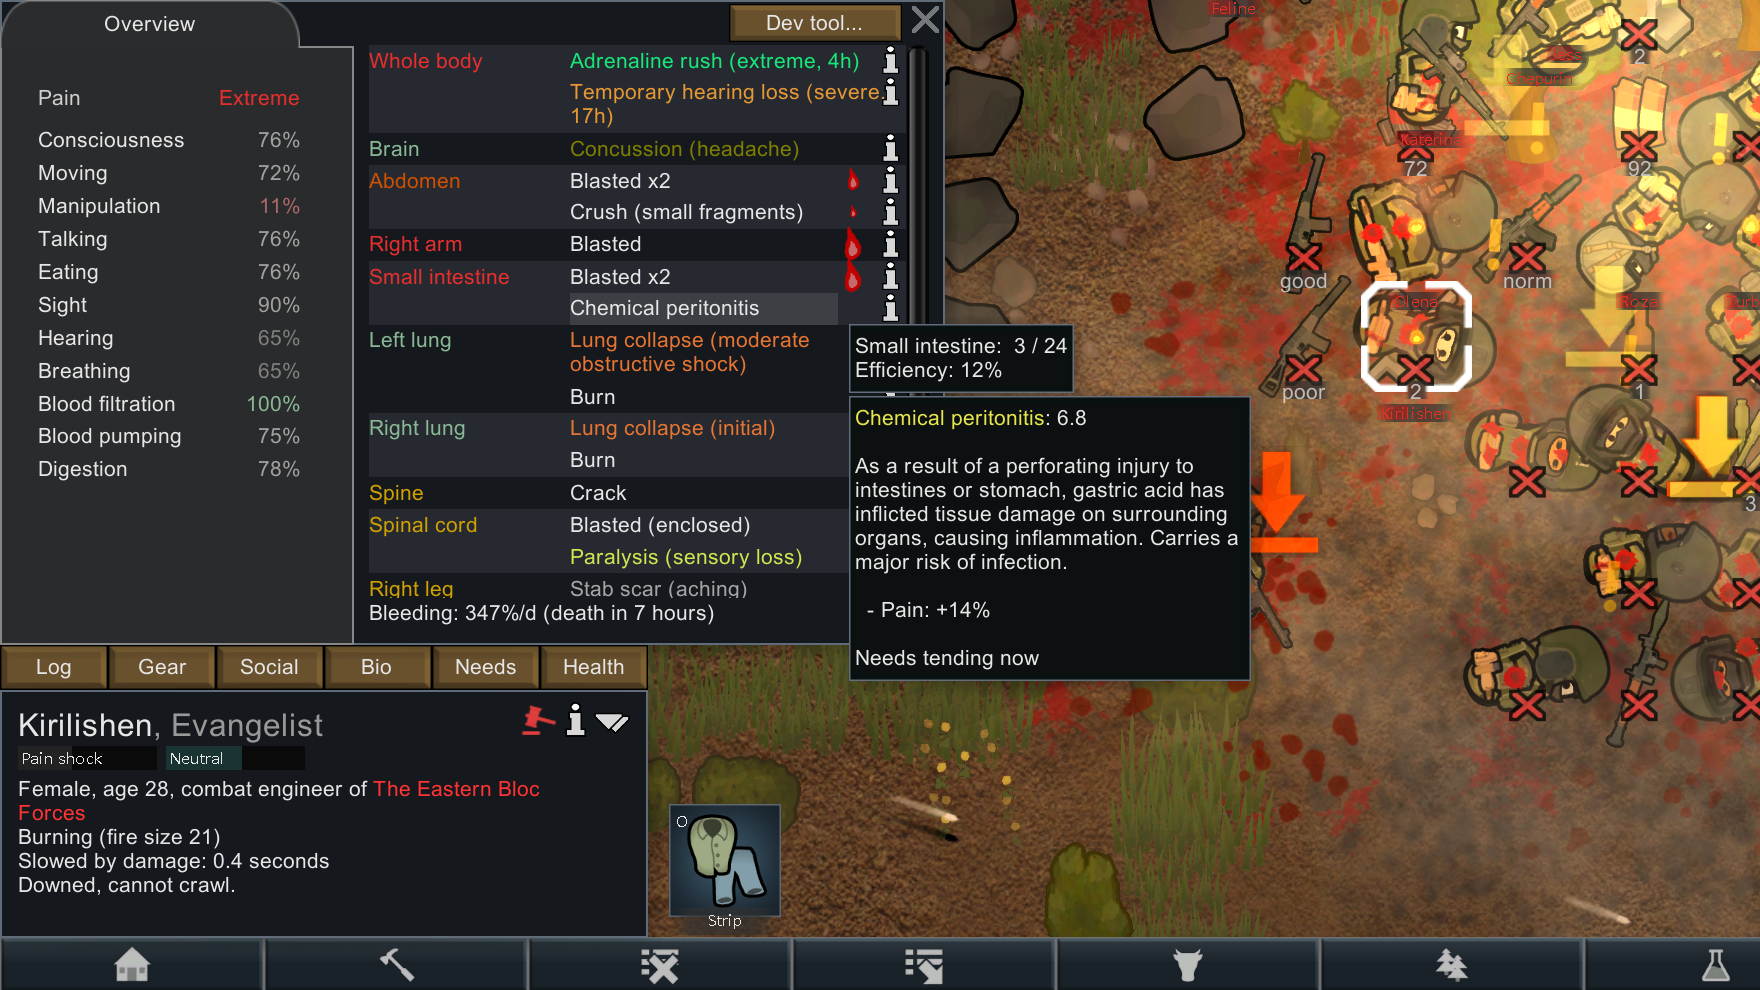 Overview
Dev tool...
Pain Extreme
Consciousness 76%
Moving 72%
Manipulation 11%
Talking 76%
Eating 76%
Sight 90%
Hearing 65%
Breathing 65%
Blood filtration 100%
Blood pumping 75%
Digestion 78%
Whole body Adrenaline rush (extreme, 4h)
Temporary hearing loss (severe,
17h)
Brain Concussion (headache)
Abdomen Blasted x2
Crush (small fragments)
Right arm Blasted
Small intestine Blasted x2
Chemical peritonitis
Left lung Lung collapse (moderate
obstructive shock)
Burn
Right lung Lung collapse (initial)
Burn
Spine Crack
Spinal cord Blasted (enclosed)
Paralysis (sensory loss)
Right leg Stab scar (aching)
Bleeding: 347%/d (death in 7 hours)
Small intestine: 3 / 24
Efficiency: 12%
Chemical peritonitis: 6.8
As a result of a perforating injury to
intestines or stomach, gastric acid has
inflicted tissue damage on surrounding
organs, causing inflammation. Carries a
major risk of infection.
- Pain: +14%
Needs tending now
Log
Gear
Social
Bio
Needs
Health
Kirilishen, Evangelist
Pain shock
Neutral
Female, age 28, combat engineer of The Eastern Bloc
Forces
Burning (fire size 21)
Slowed by damage: 0.4 seconds
Downed, cannot crawl.
Strip
Feline
2
Chepurin
Katerina
72
92
good
norm
Olena
Roza
poor
2
1
Kirilishen
3